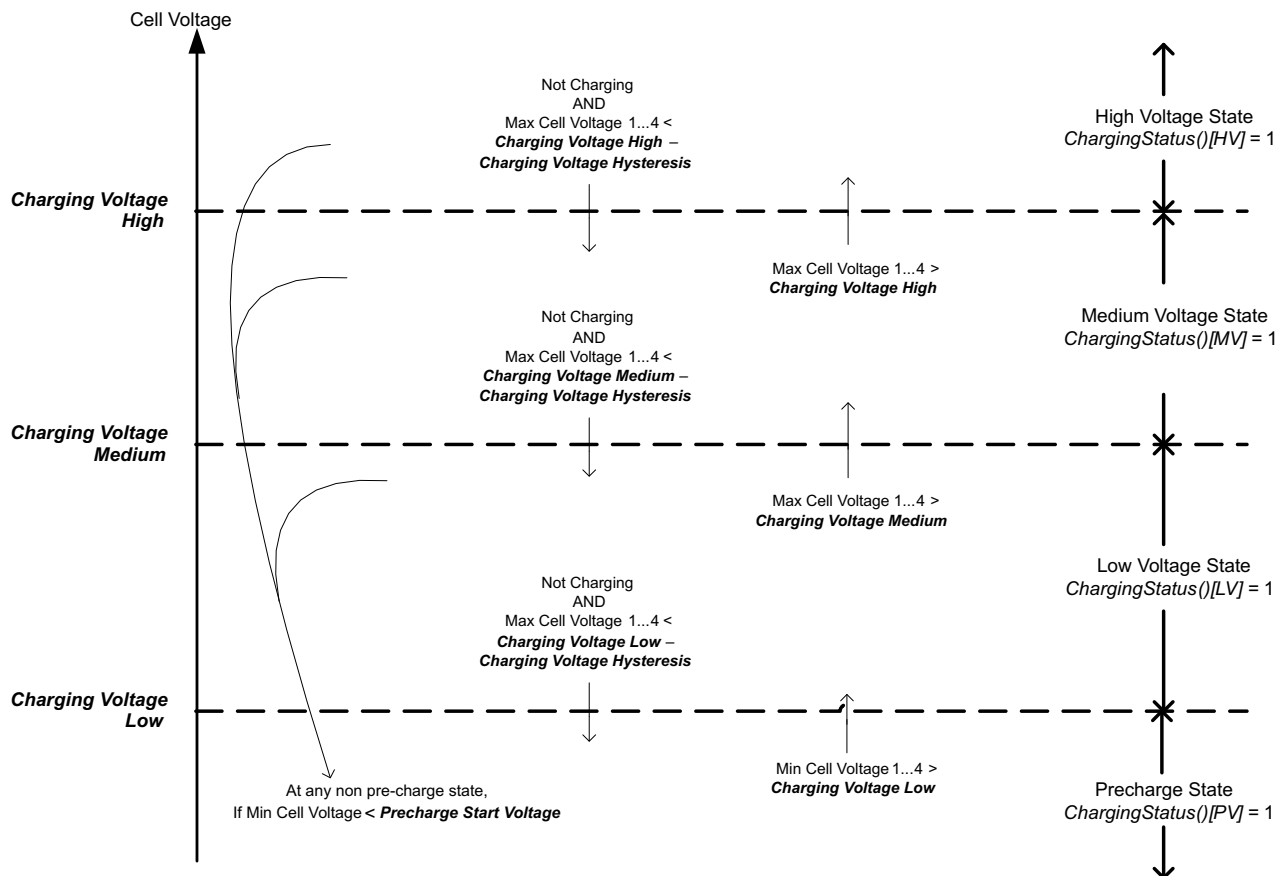 Cell Voltage
Not Charging
AND
Max Cell Voltage 1...4 <
Charging Voltage High –
Charging Voltage Hysteresis
High Voltage State
ChargingStatus()[HV] = 1
Charging Voltage
High
Max Cell Voltage 1...4 >
Charging Voltage High
Not Charging
AND
Max Cell Voltage 1...4 <
Charging Voltage Medium –
Charging Voltage Hysteresis
Medium Voltage State
ChargingStatus()[MV] = 1
Charging Voltage
Medium
Max Cell Voltage 1...4 >
Charging Voltage Medium
Not Charging
AND
Max Cell Voltage 1...4 <
Charging Voltage Low –
Charging Voltage Hysteresis
Low Voltage State
ChargingStatus()[LV] = 1
Charging Voltage
Low
Min Cell Voltage 1...4 >
Charging Voltage Low
At any non pre-charge state,
If Min Cell Voltage < Precharge Start Voltage
Precharge State
ChargingStatus()[PV] = 1